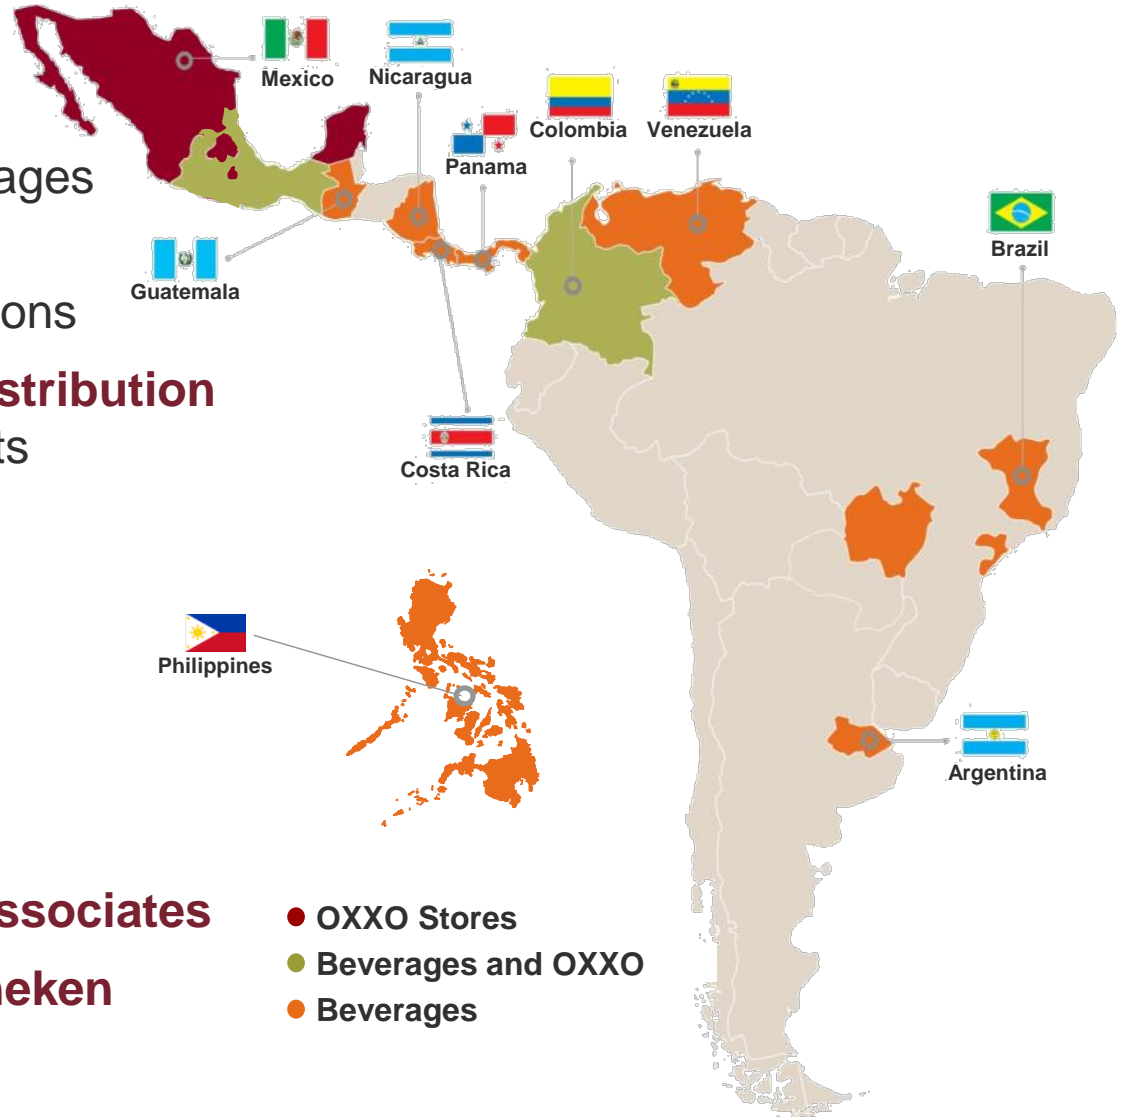 Mexico
Nicaragua
Colombia
Venezuela
Panama
ages
Brazil
Guatemala
ons
stribution
ts
Costa Rica
Philippines
Argentina
ssociates
OXXO Stores
Beverages and OXXO
neken
Beverages